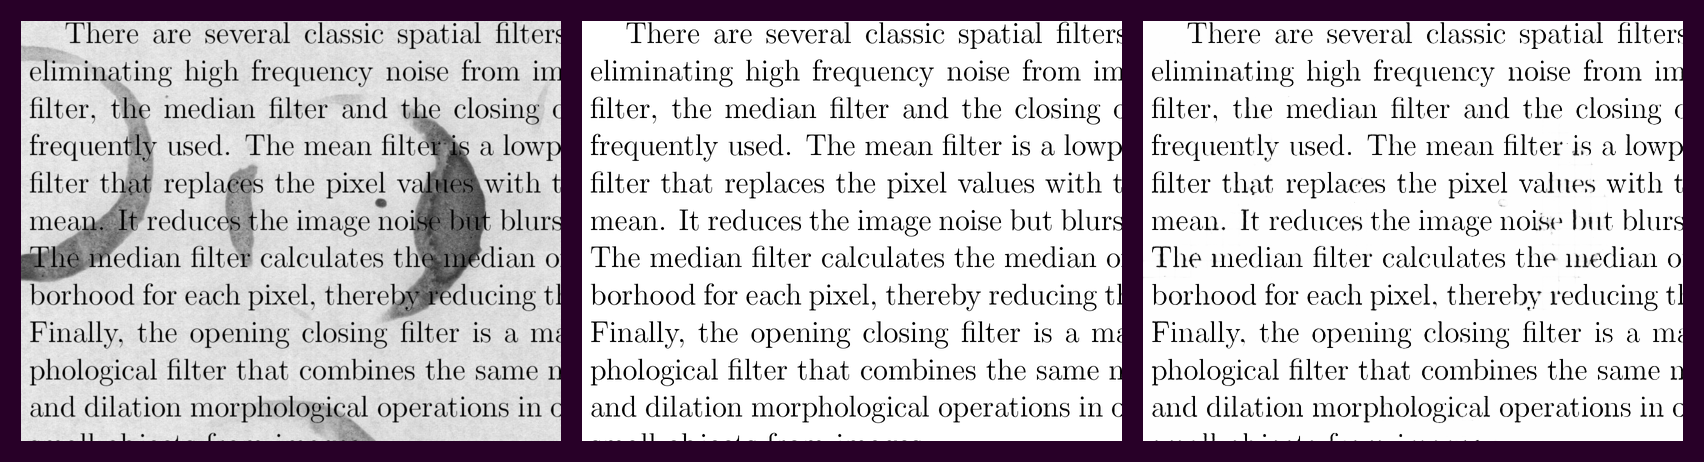 There are several classic spatial filters
eliminating high frequency noise from im
filter, the median filter and the closing
frequently used. The mean filter is a lowp
filter that replaces the pixel values with t
mean. It reduces the image noise but blurs
The median filter calculates the median o
borhood for each pixel, thereby reducing
Finally, the opening closing filter is a ma
phological filter that combines the same
and dilation morphological operations in
There are several classic spatial filters
eliminating high frequency noise from im
filter, the median filter and the closing
frequently used. The mean filter is a lowp
filter that replaces the pixel values with t
mean. It reduces the image noise but blurs
The median filter calculates the median o
borhood for each pixel, thereby reducing
Finally, the opening closing filter is a ma
phological filter that combines the same
and dilation morphological operations in
There are several classic spatial filters
eliminating high frequency noise from im
filter, the median filter and the closing
frequently used. The mean filter is a lowp
filter that replaces the pixel values with t
mean. It reduces the image noise but blurs
The median filter calculates the median o
borhood for each pixel, thereby reducing
Finally, the opening closing filter is a ma
phological filter that combines the same
and dilation morphological operations in